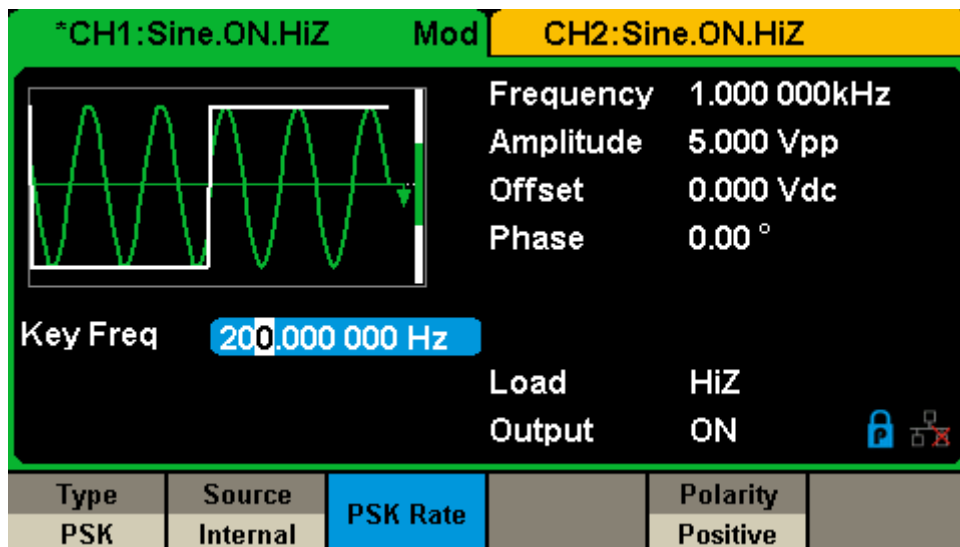 *CH1:Sine.ON.HiZ Mod CH2:Sine.ON.HiZ
Frequency 1.000 000kHz
Amplitude 5.000 Vpp
Offset 0.000 Vdc
Phase 0.00 °
Key Freq 200.000 000 Hz
Load HiZ
Output ON P
Type Source PSK Rate Polarity
PSK Internal Positive